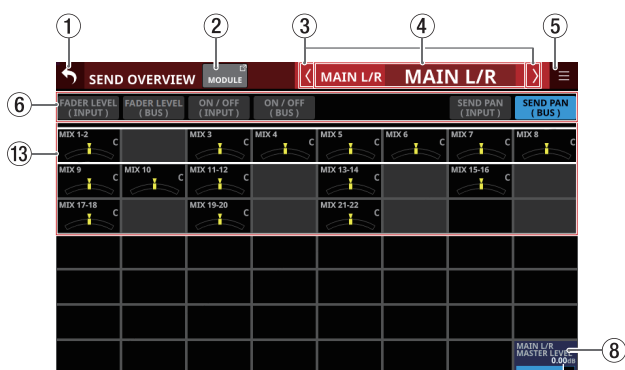 1 2 3 4 5
SEND OVERVIEW MODULE MAIN L/R MAIN L/R
6
FADER LEVEL (INPUT) FADER LEVEL (BUS) ON / OFF (INPUT) ON / OFF (BUS) SEND PAN (INPUT) SEND PAN (BUS)
13
MIX 1-2 C MIX 3 C MIX 4 C MIX 5 C MIX 6 C MIX 7 C MIX 8 C
MIX 9 C MIX 10 C MIX 11-12 C MIX 13-14 C MIX 15-16 C
MIX 17-18 C MIX 19-20 C MIX 21-22 C
MAIN L/R
MASTER LEVEL
0.00dB
8